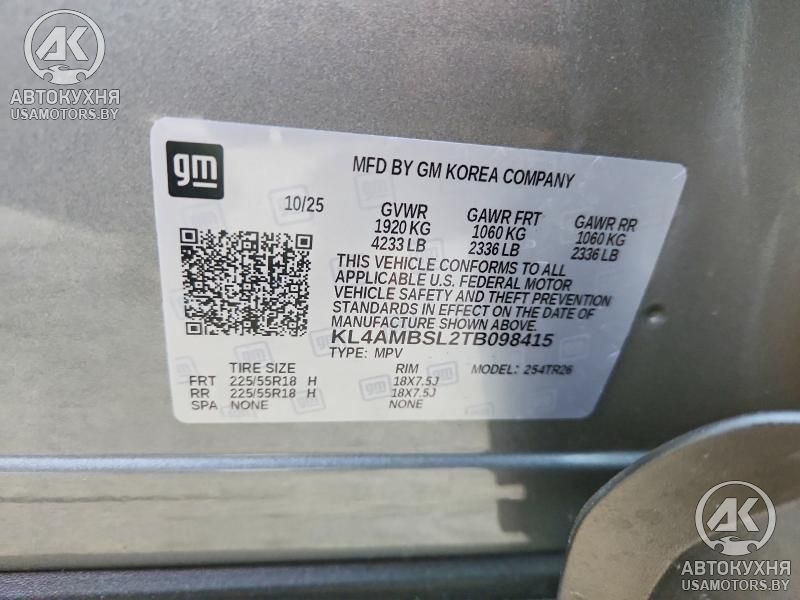 AK
АВТОКУХНЯ
USAMOTORS.BY
gm
MFD BY GM KOREA COMPANY
10/25
GVWR GAWR FRT GAWR RR
1920 KG 1060 KG 1060 KG
4233 LB 2336 LB 2336 LB
THIS VEHICLE CONFORMS TO ALL
APPLICABLE U.S. FEDERAL MOTOR
VEHICLE SAFETY AND THEFT PREVENTION
STANDARDS IN EFFECT ON THE DATE OF
MANUFACTURE SHOWN ABOVE.
KL4AMBSL2TB098415
TYPE: MPV
TIRE SIZE RIM MODEL: 254TR26
FRT 225/55R18 H 18X7.5J
RR 225/55R18 H 18X7.5J
SPA NONE NONE
AK
АВТОКУХНЯ
USAMOTORS.BY